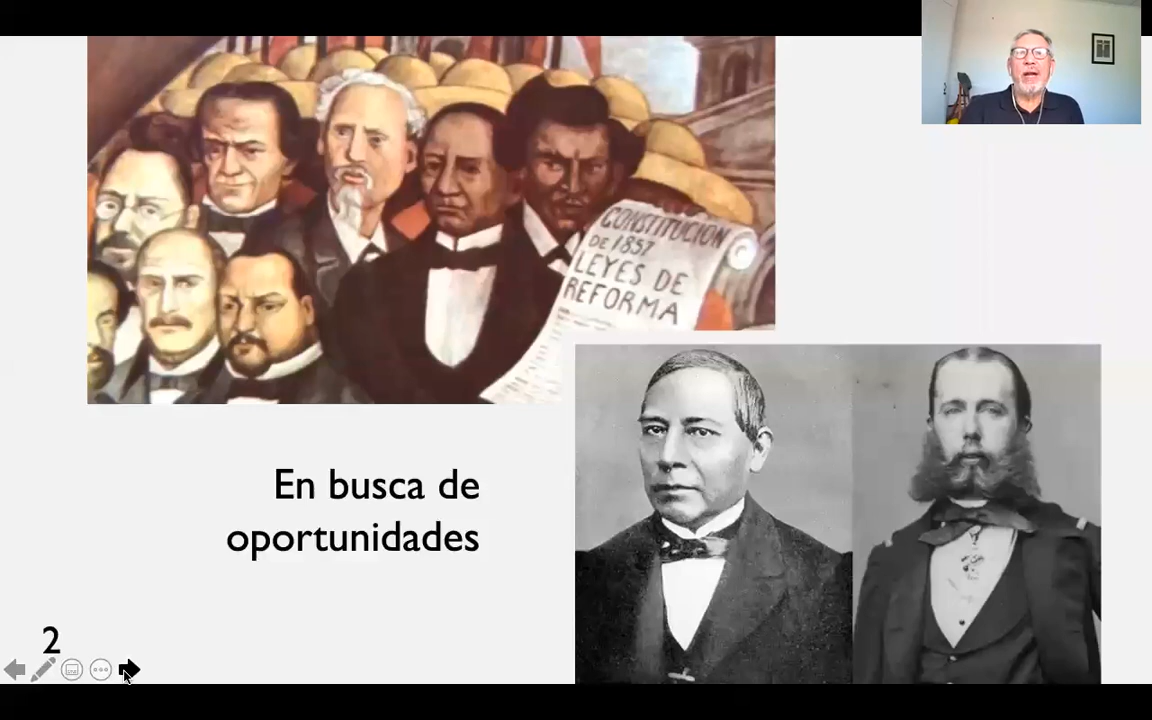 CONSTITUCION
DE 1857
LEYES DE
REFORMA
En busca de
oportunidades
2